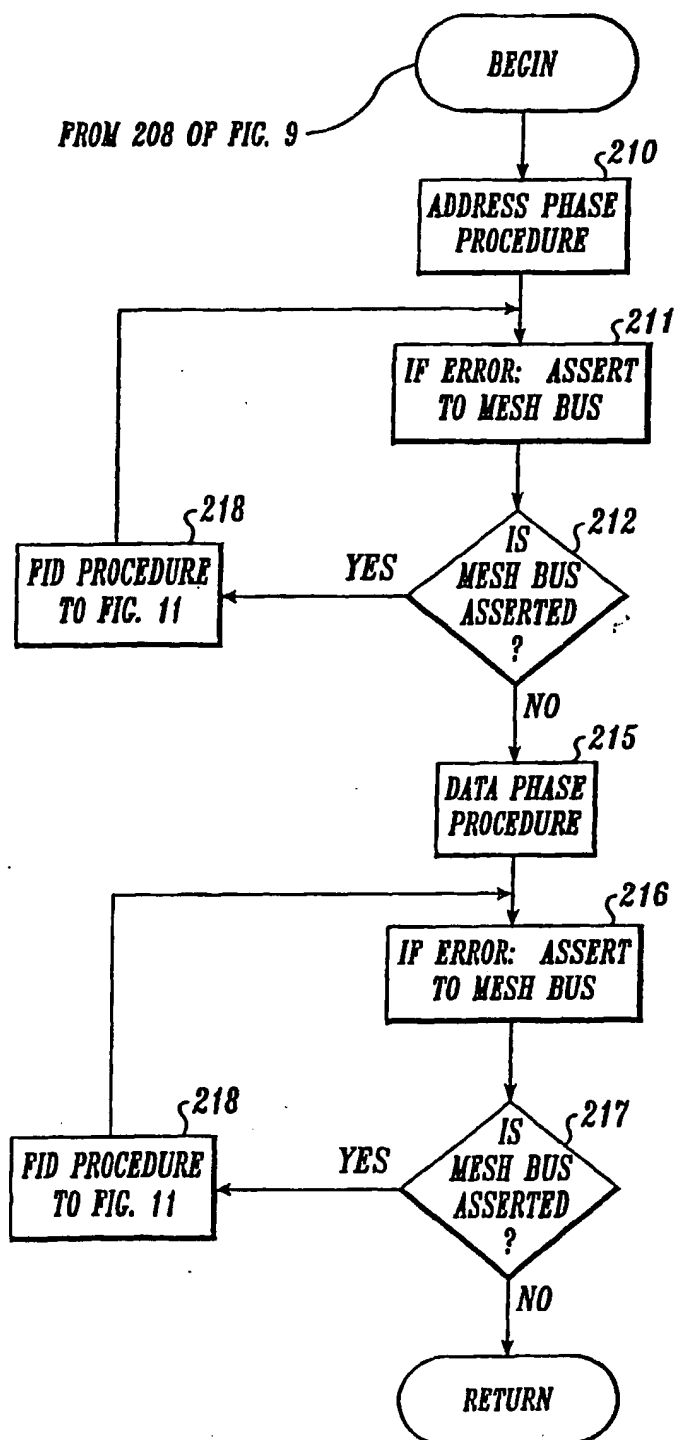 BEGIN
FROM 208 OF FIG. 9
210
ADDRESS PHASE
PROCEDURE
211
IF ERROR: ASSERT
TO MESH BUS
212
IS
MESH BUS
ASSERTED
?
YES
218
FID PROCEDURE
TO FIG. 11
NO
215
DATA PHASE
PROCEDURE
216
IF ERROR: ASSERT
TO MESH BUS
217
IS
MESH BUS
ASSERTED
?
YES
218
FID PROCEDURE
TO FIG. 11
NO
RETURN